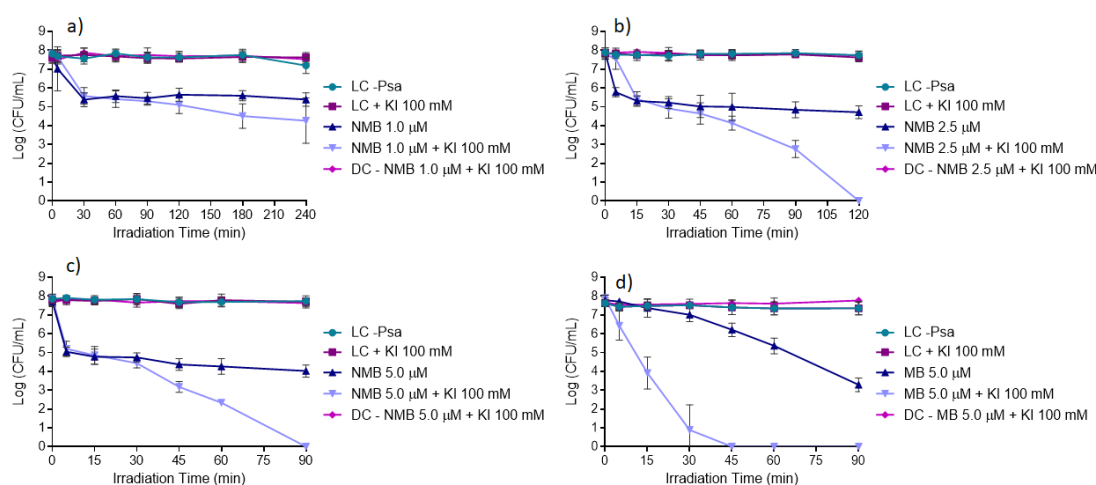 a)
Log (CFU/mL)
9
8
7
6
5
4
3
2
1
0
0 30 60 90 120 150 180 210 240
Irradiation Time (min)
LC -Psa
LC + KI 100 mM
NMB 1.0 μM
NMB 1.0 μM + KI 100 mM
DC - NMB 1.0 μM + KI 100 mM
b)
Log (CFU/mL)
9
8
7
6
5
4
3
2
1
0
0 15 30 45 60 75 90 105 120
Irradiation Time (min)
LC -Psa
LC + KI 100 mM
NMB 2.5 μM
NMB 2.5 μM + KI 100 mM
DC - NMB 2.5 μM + KI 100 mM
c)
Log (CFU/mL)
9
8
7
6
5
4
3
2
1
0
0 15 30 45 60 75 90
Irradiation Time (min)
LC -Psa
LC + KI 100 mM
NMB 5.0 μM
NMB 5.0 μM + KI 100 mM
DC - NMB 5.0 μM + KI 100 mM
d)
Log (CFU/mL)
9
8
7
6
5
4
3
2
1
0
0 15 30 45 60 75 90
Irradiation Time (min)
LC -Psa
LC + KI 100 mM
MB 5.0 μM
MB 5.0 μM + KI 100 mM
DC - MB 5.0 μM + KI 100 mM